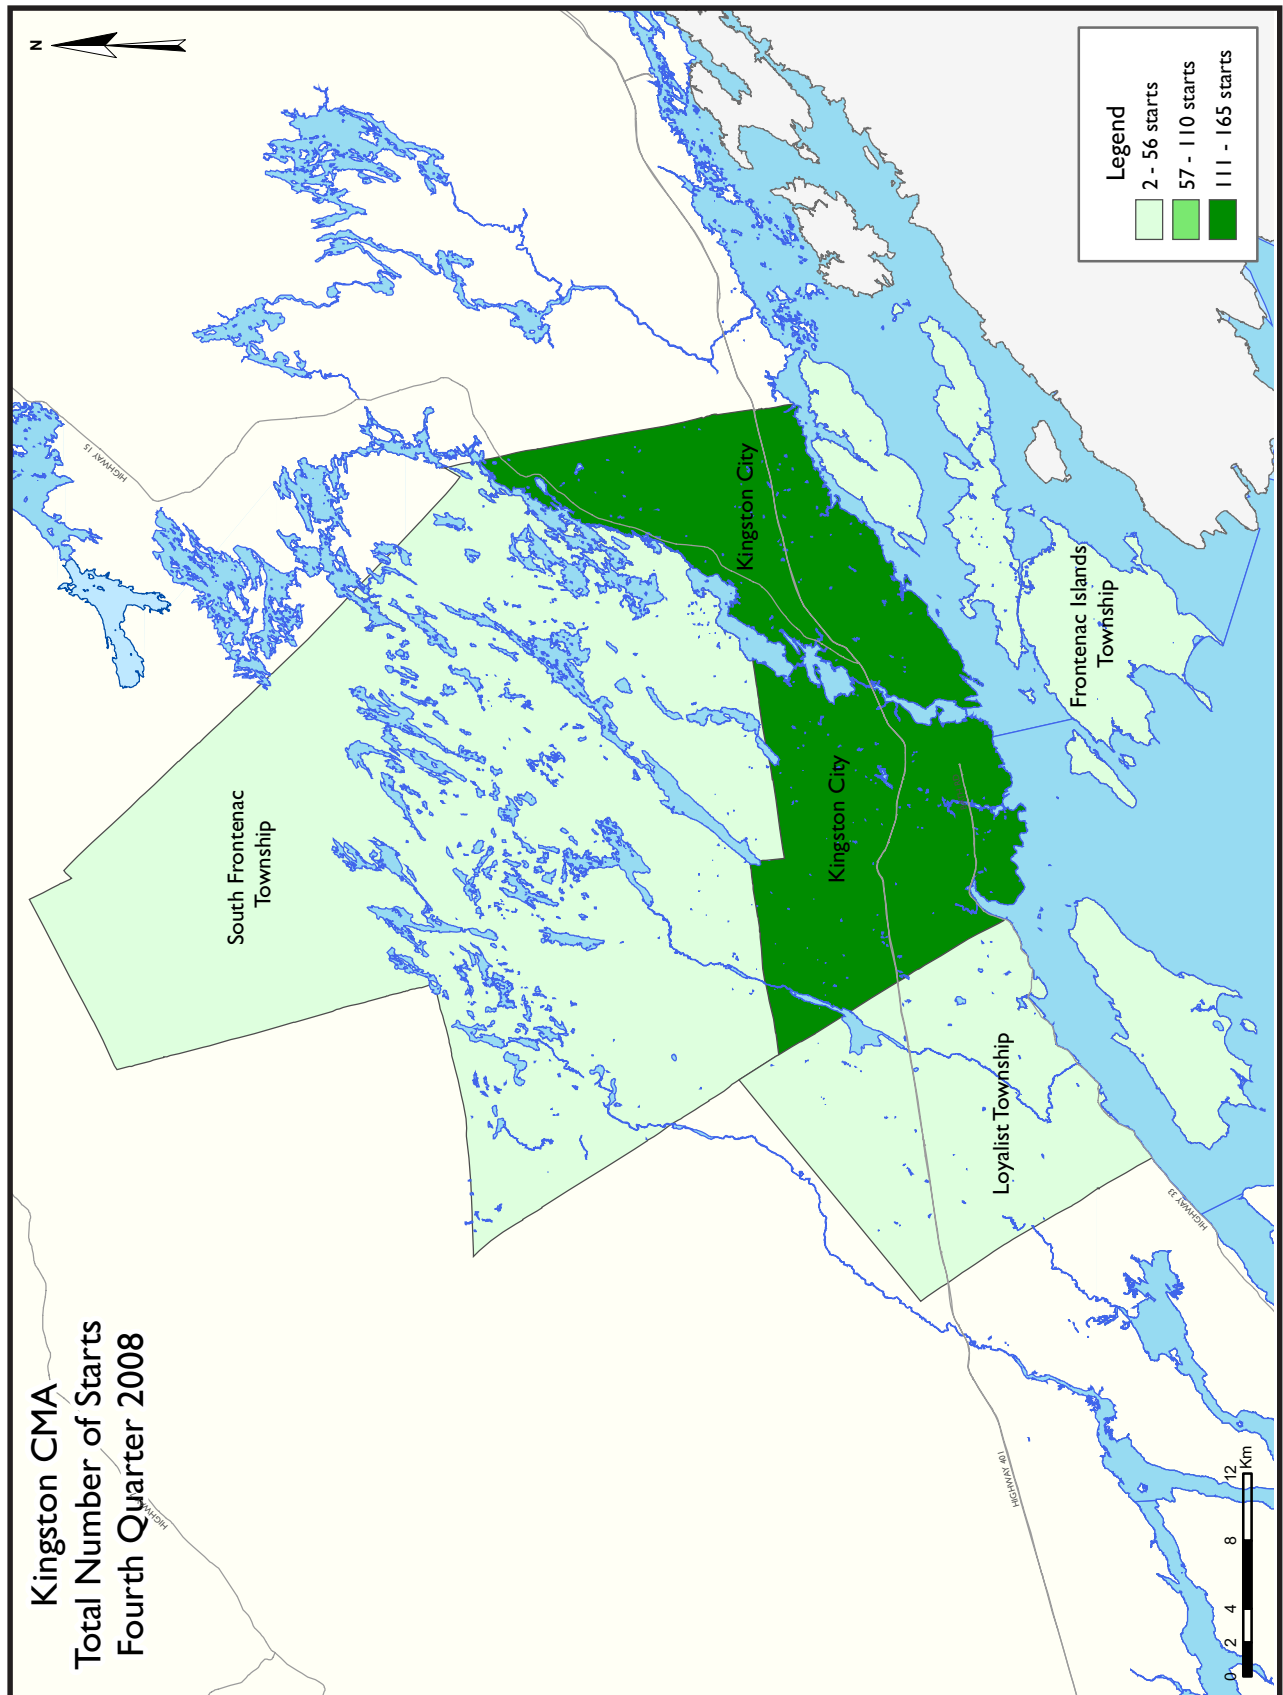 Kingston CMA
Total Number of Starts
Fourth Quarter 2008
N
HIGHWAY
HIGHWAY 15
South Frontenac
Township
Kingston City
Kingston City
Frontenac Islands
Township
Loyalist Township
HIGHWAY 33
HIGHWAY 401
Legend
2 - 56 starts
57 - 110 starts
111 - 165 starts
0 2 4 8 12
Km